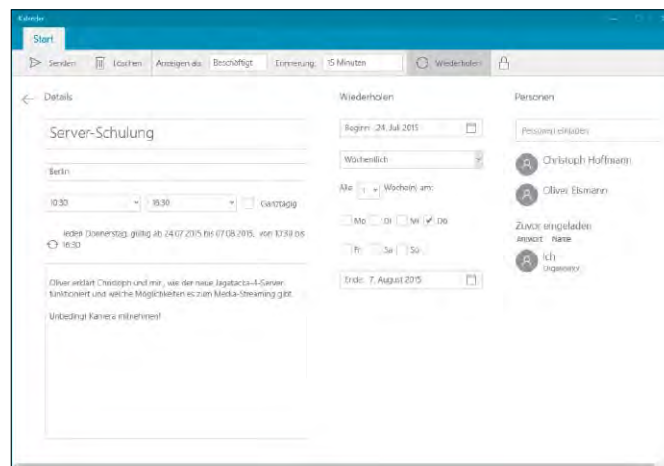 Kalender
Start
Senden Löschen Anzeigen als: Beschäftigt Erinnerung: 15 Minuten Wiederholen
Details
Server-Schulung
Berlin
10:30 16:30 Ganztägig
Jeden Donnerstag, gültig ab 24.07.2015 bis 07.08.2015, von 10:30 bis
16:30
Oliver erklärt Christoph und mir, wie der neue
funktioniert und welche Möglichkeiten es zum Media-Streaming gibt.
Unbedingt Kamera mitnehmen!
Wiederholen
Beginn: 24. Juli 2015
Wöchentlich
Alle 1 Woche(n) am:
Mo Di Mi Do
Fr Sa So
Ende: 7. August 2015
Personen
Personen einladen
Christoph Hoffmann
Oliver Eismann
Zuvor eingeladen
Antwort Name
Ich
Organisator